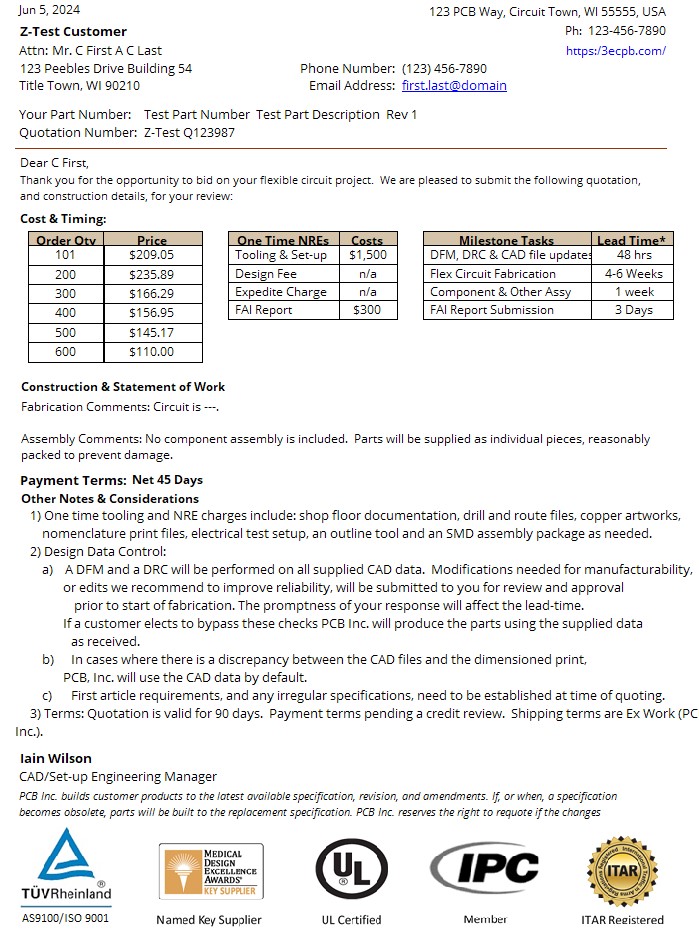 Jun 5, 2024
123 PCB Way, Circuit Town, WI 55555, USA
Z-Test Customer
Ph: 123-456-7890
Attn: Mr. C First A C Last
https:/3ecpb.com/
123 Peebles Drive Building 54
Phone Number: (123) 456-7890
Title Town, WI 90210
Email Address: first.last@domain
Your Part Number: Test Part Number Test Part Description Rev 1
Quotation Number: Z-Test Q123987
Dear C First,
Thank you for the opportunity to bid on your flexible circuit project. We are pleased to submit the following quotation,
and construction details, for your review:
Cost & Timing:
Order Qty Price
101 $209.05
200 $235.89
300 $166.29
400 $156.95
500 $145.17
600 $110.00
One Time NREs Costs
Tooling & Set-up $1,500
Design Fee n/a
Expedite Charge n/a
FAI Report $300
Milestone Tasks Lead Time*
DFM, DRC & CAD file updates 48 hrs
Flex Circuit Fabrication 4-6 Weeks
Component & Other Assy 1 week
FAI Report Submission 3 Days
Construction & Statement of Work
Fabrication Comments: Circuit is ---.
Assembly Comments: No component assembly is included. Parts will be supplied as individual pieces, reasonably
packed to prevent damage.
Payment Terms: Net 45 Days
Other Notes & Considerations
1) One time tooling and NRE charges include: shop floor documentation, drill and route files, copper artworks,
nomenclature print files, electrical test setup, an outline tool and an SMD assembly package as needed.
2) Design Data Control:
a) A DFM and a DRC will be performed on all supplied CAD data. Modifications needed for manufacturability,
or edits we recommend to improve reliability, will be submitted to you for review and approval
prior to start of fabrication. The promptness of your response will affect the lead-time.
If a customer elects to bypass these checks PCB Inc. will produce the parts using the supplied data
as received.
b) In cases where there is a discrepancy between the CAD files and the dimensioned print,
PCB, Inc. will use the CAD data by default.
c) First article requirements, and any irregular specifications, need to be established at time of quoting.
3) Terms: Quotation is valid for 90 days. Payment terms pending a credit review. Shipping terms are Ex Work (PC
Inc.).
Iain Wilson
CAD/Set-up Engineering Manager
PCB Inc. builds customer products to the latest available specification, revision, and amendments. If, or when, a specification
becomes obsolete, parts will be built to the replacement specification. PCB Inc. reserves the right to requote if the changes
TÜVRheinland®
AS9100/ISO 9001
MEDICAL
DESIGN
EXCELLENCE
AWARDS®
KEY SUPPLIER
Named Key Supplier
UL
UL Certified
IPC
Member
ITAR
ITAR Registered